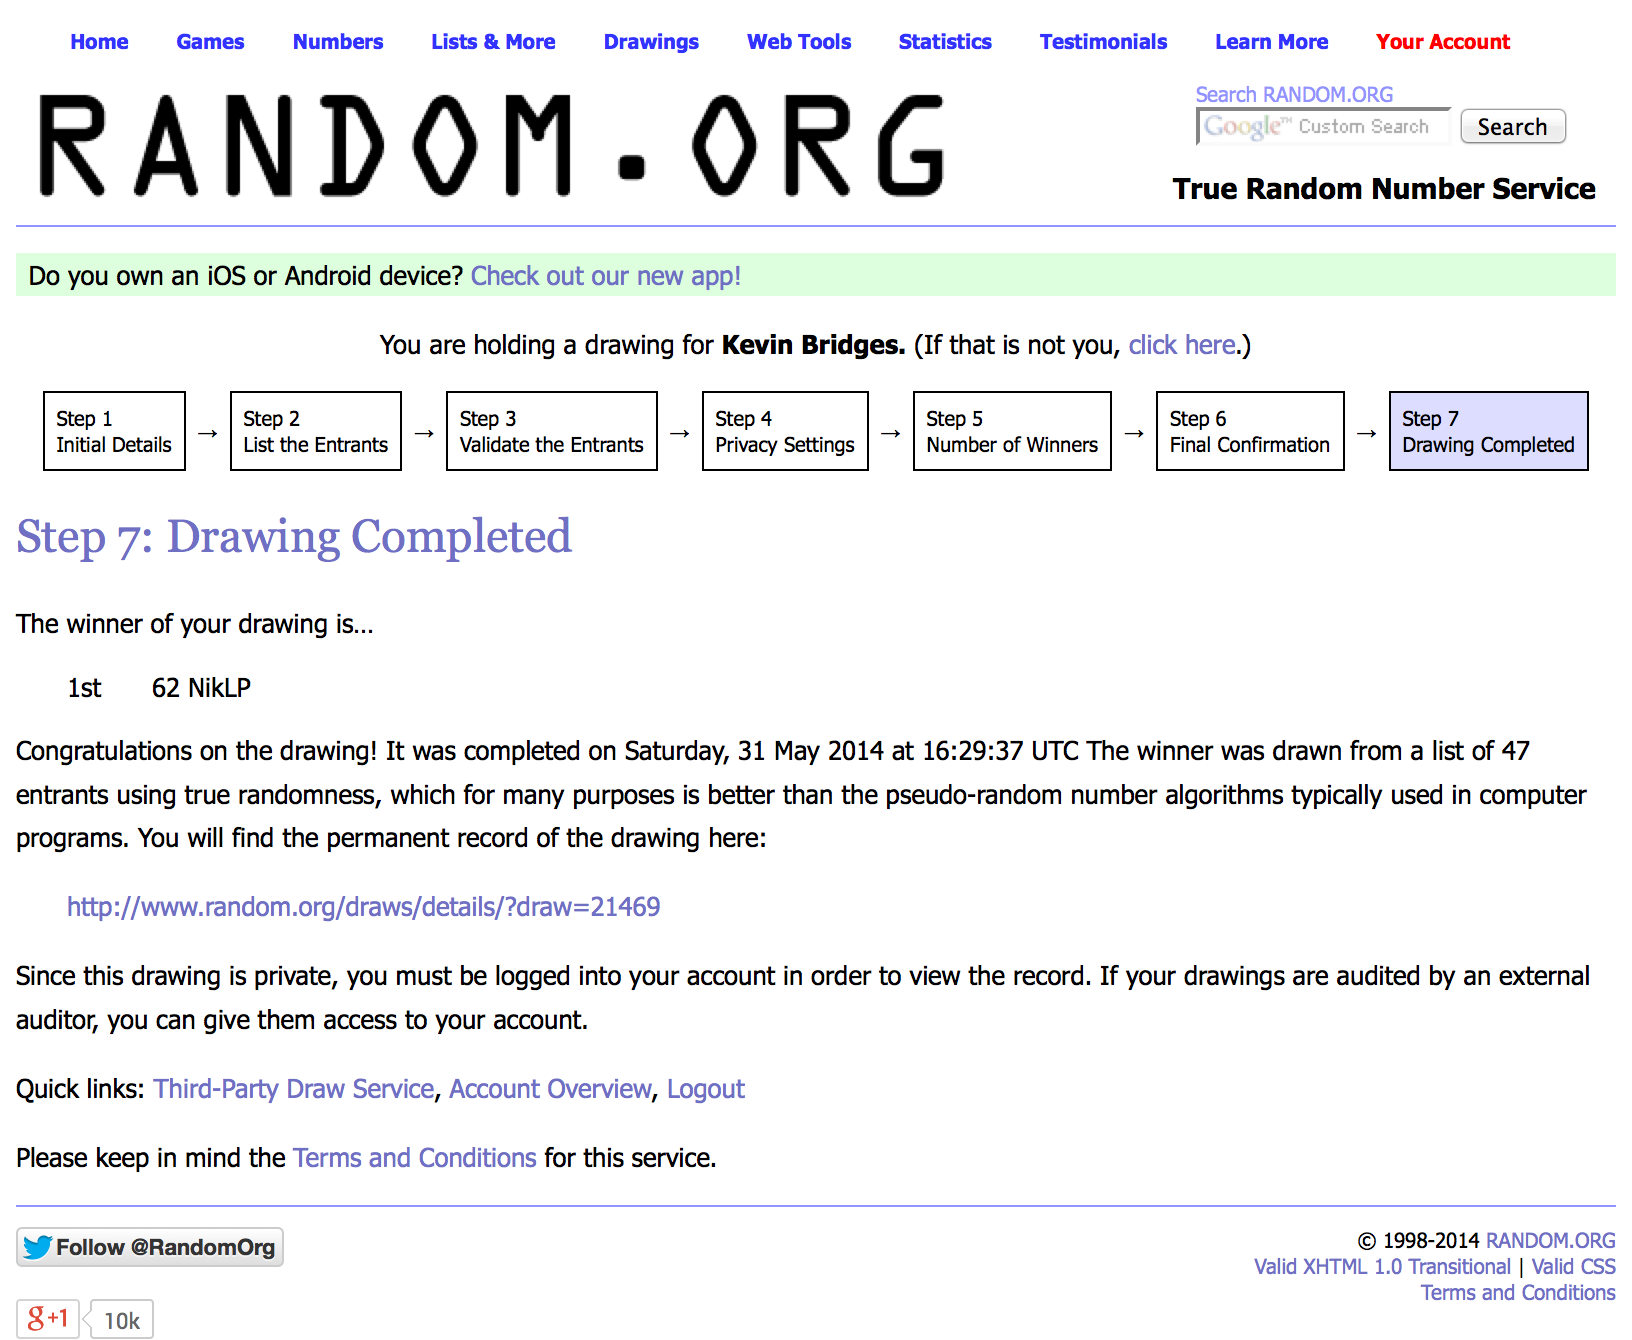 Home Games Numbers Lists & More Drawings Web Tools Statistics Testimonials Learn More Your Account
RANDOM.ORG
Search RANDOM.ORG
Google™ Custom Search Search
True Random Number Service
Do you own an iOS or Android device? Check out our new app!
You are holding a drawing for Kevin Bridges. (If that is not you, click here.)
Step 1
Initial Details
→
Step 2
List the Entrants
→
Step 3
Validate the Entrants
→
Step 4
Privacy Settings
→
Step 5
Number of Winners
→
Step 6
Final Confirmation
→
Step 7
Drawing Completed
Step 7: Drawing Completed
The winner of your drawing is...
1st 62 NikLP
Congratulations on the drawing! It was completed on Saturday, 31 May 2014 at 16:29:37 UTC The winner was drawn from a list of 47
entrants using true randomness, which for many purposes is better than the pseudo-random number algorithms typically used in computer
programs. You will find the permanent record of the drawing here:
http://www.random.org/draws/details/?draw=21469
Since this drawing is private, you must be logged into your account in order to view the record. If your drawings are audited by an external
auditor, you can give them access to your account.
Quick links: Third-Party Draw Service, Account Overview, Logout
Please keep in mind the Terms and Conditions for this service.
Follow @RandomOrg
g+1 10k
© 1998-2014 RANDOM.ORG
Valid XHTML 1.0 Transitional | Valid CSS
Terms and Conditions